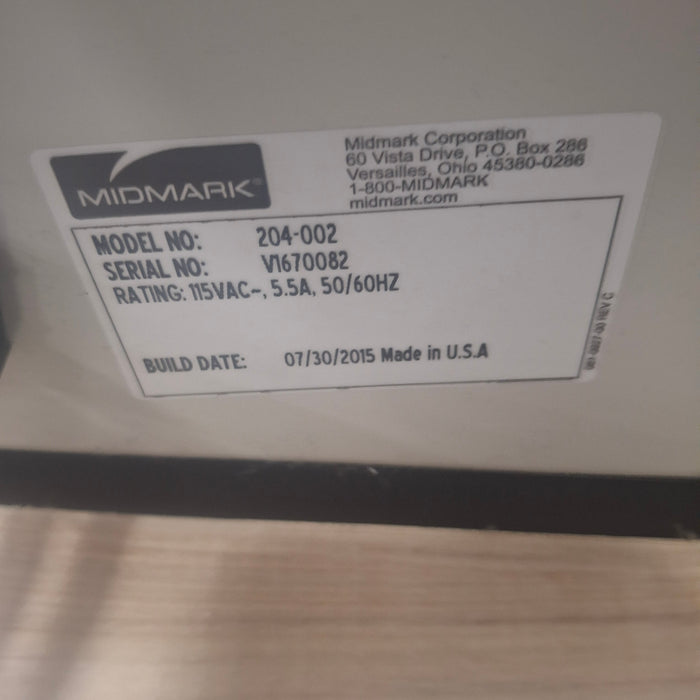 MIDMARK
Midmark Corporation
60 Vista Drive, P.O. Box 286
Versailles, Ohio 45380-0286
1-800-MIDMARK
midmark.com
MODEL NO: 204-002
SERIAL NO: V1670082
RATING: 115VAC~, 5.5A, 50/60HZ
BUILD DATE: 07/30/2015 Made in U.S.A
REV C